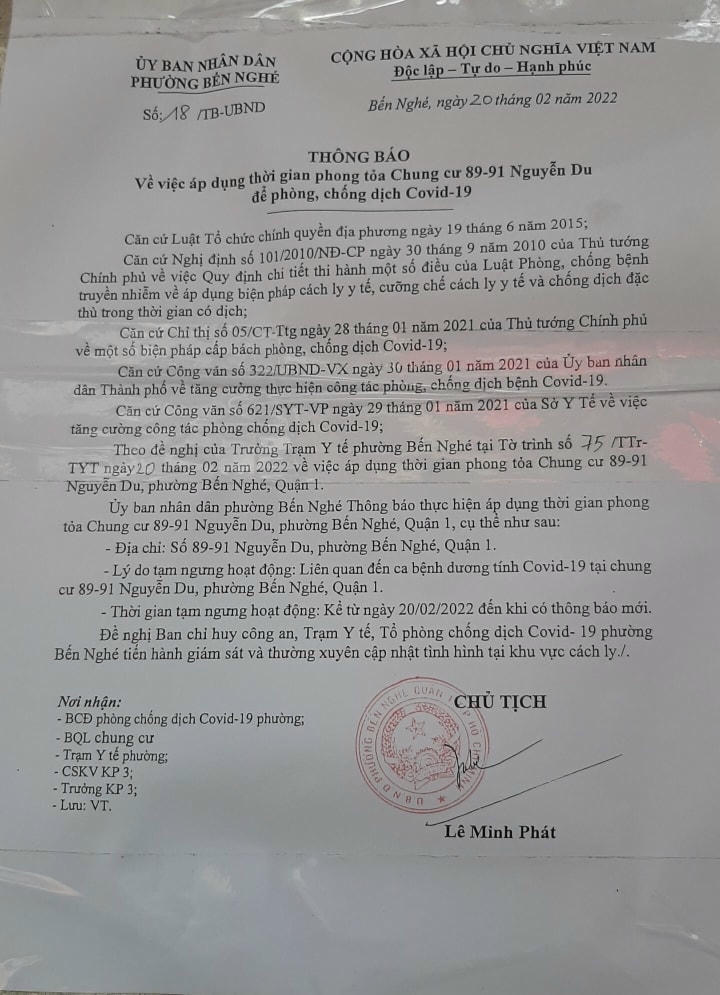 ỦY BAN NHÂN DÂN
PHƯỜNG BẾN NGHÉ
Số: 18 /TB-UBND
CỘNG HÒA XÃ HỘI CHỦ NGHĨA VIỆT NAM
Độc lập – Tự do – Hạnh phúc
Bến Nghé, ngày 20 tháng 02 năm 2022
THÔNG BÁO
Về việc áp dụng thời gian phong tỏa Chung cư 89-91 Nguyễn Du
để phòng, chống dịch Covid-19
Căn cứ Luật Tổ chức chính quyền địa phương ngày 19 tháng 6 năm 2015;
Căn cứ Nghị định số 101/2010/NĐ-CP ngày 30 tháng 9 năm 2010 của Thủ tướng
Chính phủ về việc Quy định chi tiết thi hành một số điều của Luật Phòng, chống bệnh
truyền nhiễm về áp dụng biện pháp cách ly y tế, cưỡng chế cách ly y tế và chống dịch đặc
thù trong thời gian có dịch;
Căn cứ Chỉ thị số 05/CT-Ttg ngày 28 tháng 01 năm 2021 của Thủ tướng Chính phủ
về một số biện pháp cấp bách phòng, chống dịch Covid-19;
Căn cứ Công văn số 322/UBND-VX ngày 30 tháng 01 năm 2021 của Ủy ban nhân
dân Thành phố về tăng cường thực hiện công tác phòng, chống dịch bệnh Covid-19.
Căn cứ Công văn số 621/SYT-VP ngày 29 tháng 01 năm 2021 của Sở Y Tế về việc
tăng cường công tác phòng chống dịch Covid-19;
Theo đề nghị của Trưởng Trạm Y tế phường Bến Nghé tại Tờ trình số 75 /TTr-
TYT ngày 20 tháng 02 năm 2022 về việc áp dụng thời gian phong tỏa Chung cư 89-91
Nguyễn Du, phường Bến Nghé, Quận 1.
Ủy ban nhân dân phường Bến Nghé Thông báo thực hiện áp dụng thời gian phong
tỏa Chung cư 89-91 Nguyễn Du, phường Bến Nghé, Quận 1, cụ thể như sau:
- Địa chỉ: Số 89-91 Nguyễn Du, phường Bến Nghé, Quận 1.
- Lý do tạm ngưng hoạt động: Liên quan đến ca bệnh dương tính Covid-19 tại chung
cư 89-91 Nguyễn Du, phường Bến Nghé, Quận 1.
- Thời gian tạm ngưng hoạt động: Kể từ ngày 20/02/2022 đến khi có thông báo mới.
Đề nghị Ban chỉ huy công an, Trạm Y tế, Tổ phòng chống dịch Covid- 19 phường
Bến Nghé tiến hành giám sát và thường xuyên cập nhật tình hình tại khu vực cách ly./.
Nơi nhận:
- BCĐ phòng chống dịch Covid-19 phường;
- BQL chung cư
- Trạm Y tế phường;
- CSKV KP 3;
- Trưởng KP 3;
- Lưu: VT.
CHỦ TỊCH
UBND PHƯỜNG BẾN NGHÉ QUẬN 1 TP HỒ CHÍ MINH
Lê Minh Phát